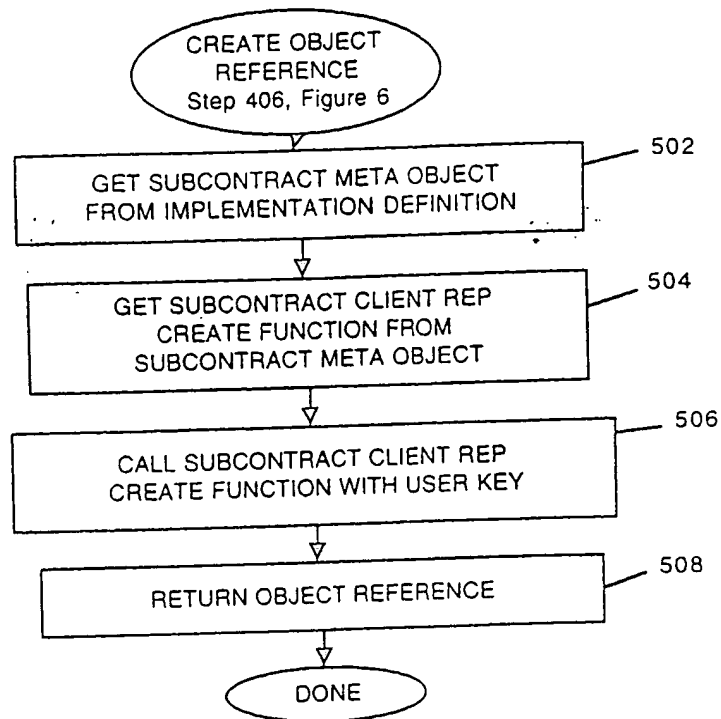 CREATE OBJECT
REFERENCE
Step 406, Figure 6
502
GET SUBCONTRACT META OBJECT
FROM IMPLEMENTATION DEFINITION
504
GET SUBCONTRACT CLIENT REP
CREATE FUNCTION FROM
SUBCONTRACT META OBJECT
506
CALL SUBCONTRACT CLIENT REP
CREATE FUNCTION WITH USER KEY
508
RETURN OBJECT REFERENCE
DONE